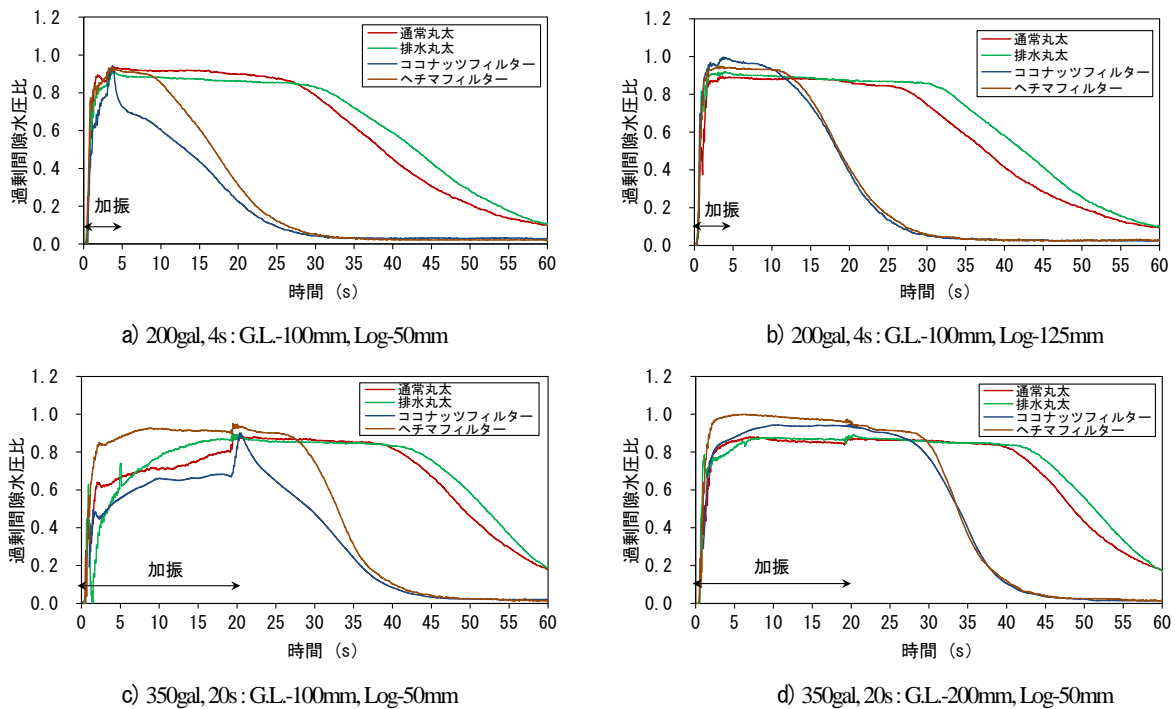 過剰間隙水圧比
1.2
1.0
0.8
0.6
0.4
0.2
0.0
通常丸太
排水丸太
ココナッツフィルター
ヘチマフィルター
加振
0 5 10 15 20 25 30 35 40 45 50 55 60
時間 (s)
a) 200gal, 4s : G.L.-100mm, Log-50mm
過剰間隙水圧比
1.2
1.0
0.8
0.6
0.4
0.2
0.0
通常丸太
排水丸太
ココナッツフィルター
ヘチマフィルター
加振
0 5 10 15 20 25 30 35 40 45 50 55 60
時間 (s)
b) 200gal, 4s : G.L.-100mm, Log-125mm
過剰間隙水圧比
1.2
1.0
0.8
0.6
0.4
0.2
0.0
通常丸太
排水丸太
ココナッツフィルター
ヘチマフィルター
加振
0 5 10 15 20 25 30 35 40 45 50 55 60
時間 (s)
c) 350gal, 20s : G.L.-100mm, Log-50mm
過剰間隙水圧比
1.2
1.0
0.8
0.6
0.4
0.2
0.0
通常丸太
排水丸太
ココナッツフィルター
ヘチマフィルター
加振
0 5 10 15 20 25 30 35 40 45 50 55 60
時間 (s)
d) 350gal, 20s : G.L.-200mm, Log-50mm